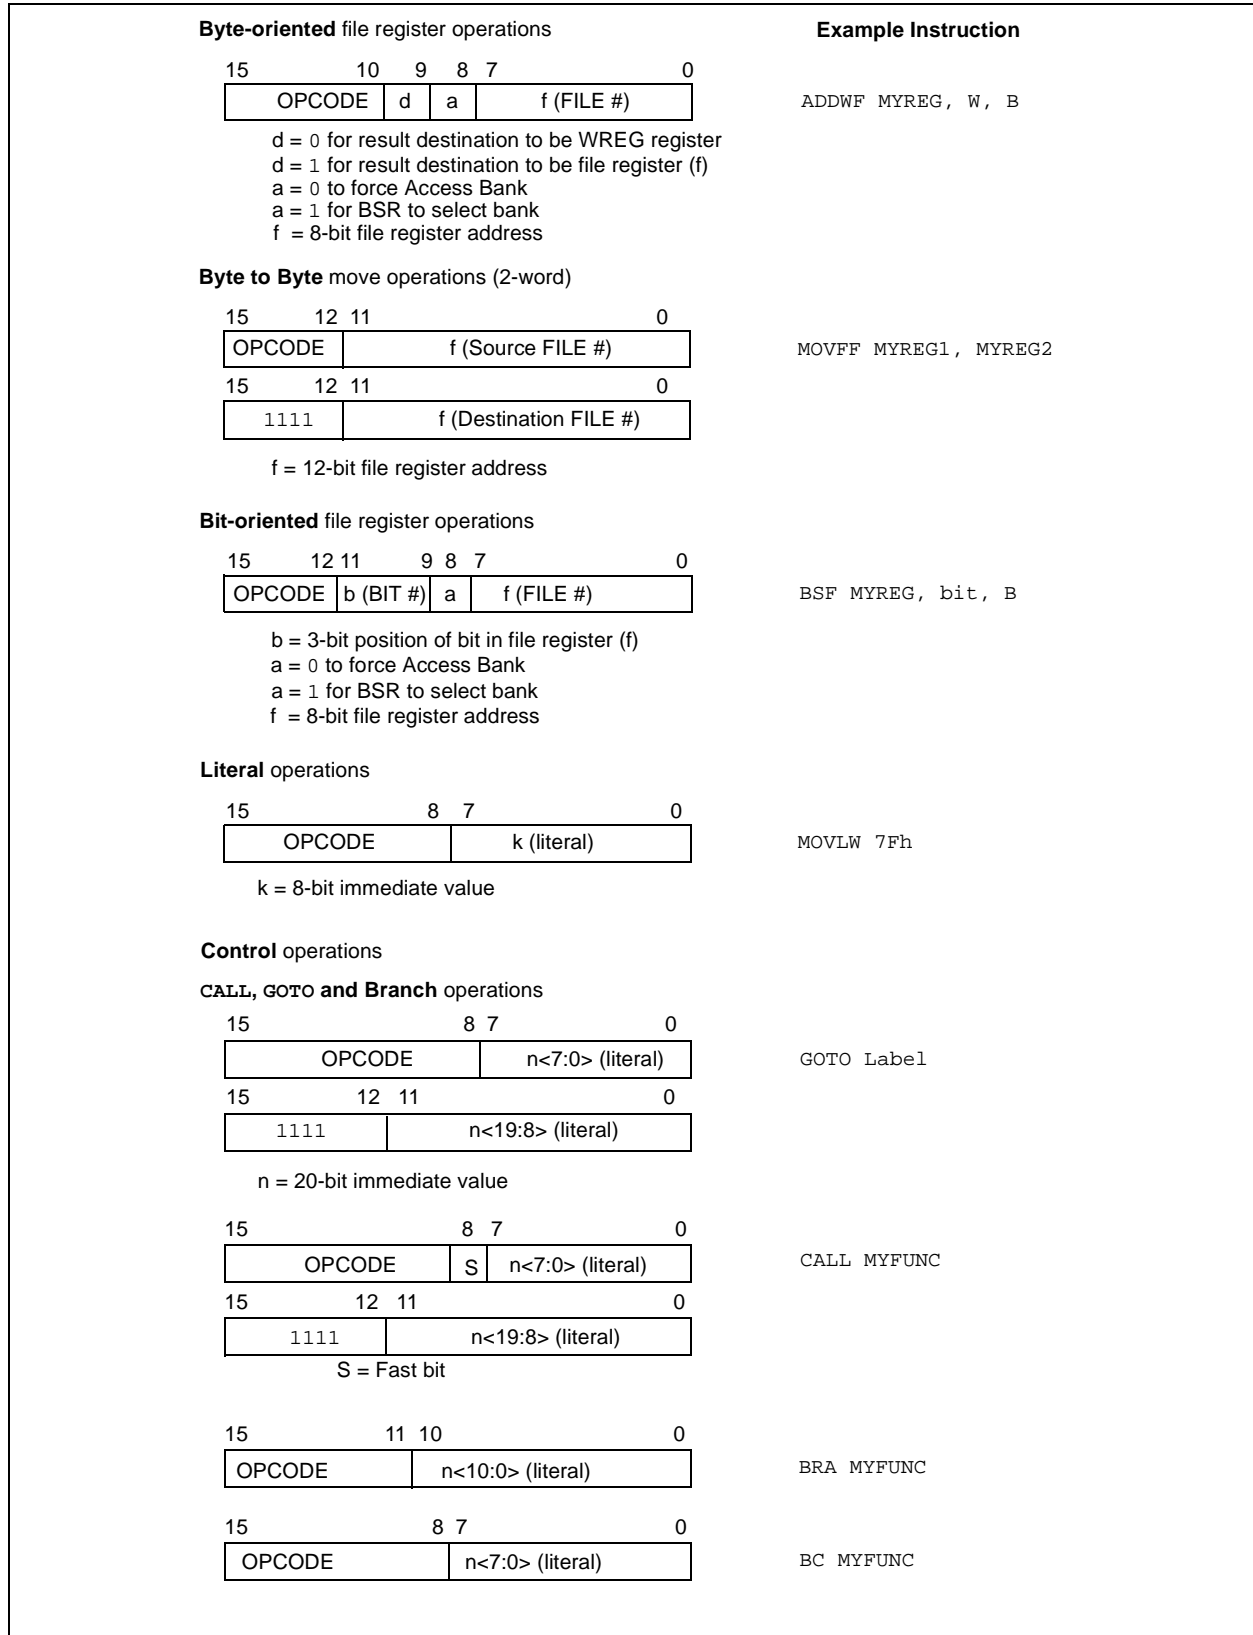 Byte-oriented file register operations Example Instruction
15 10 9 8 7 0
OPCODE d a f (FILE #) ADDWF MYREG, W, B
d = 0 for result destination to be WREG register
d = 1 for result destination to be file register (f)
a = 0 to force Access Bank
a = 1 for BSR to select bank
f = 8-bit file register address
Byte to Byte move operations (2-word)
15 12 11 0
OPCODE f (Source FILE #) MOVFF MYREG1, MYREG2
15 12 11 0
1111 f (Destination FILE #)
f = 12-bit file register address
Bit-oriented file register operations
15 12 11 9 8 7 0
OPCODE b (BIT #) a f (FILE #) BSF MYREG, bit, B
b = 3-bit position of bit in file register (f)
a = 0 to force Access Bank
a = 1 for BSR to select bank
f = 8-bit file register address
Literal operations
15 8 7 0
OPCODE k (literal) MOVLW 7Fh
k = 8-bit immediate value
Control operations
CALL, GOTO and Branch operations
15 8 7 0
OPCODE n<7:0> (literal) GOTO Label
15 12 11 0
1111 n<19:8> (literal)
n = 20-bit immediate value
15 8 7 0
OPCODE S n<7:0> (literal) CALL MYFUNC
15 12 11 0
1111 n<19:8> (literal)
S = Fast bit
15 11 10 0
OPCODE n<10:0> (literal) BRA MYFUNC
15 8 7 0
OPCODE n<7:0> (literal) BC MYFUNC